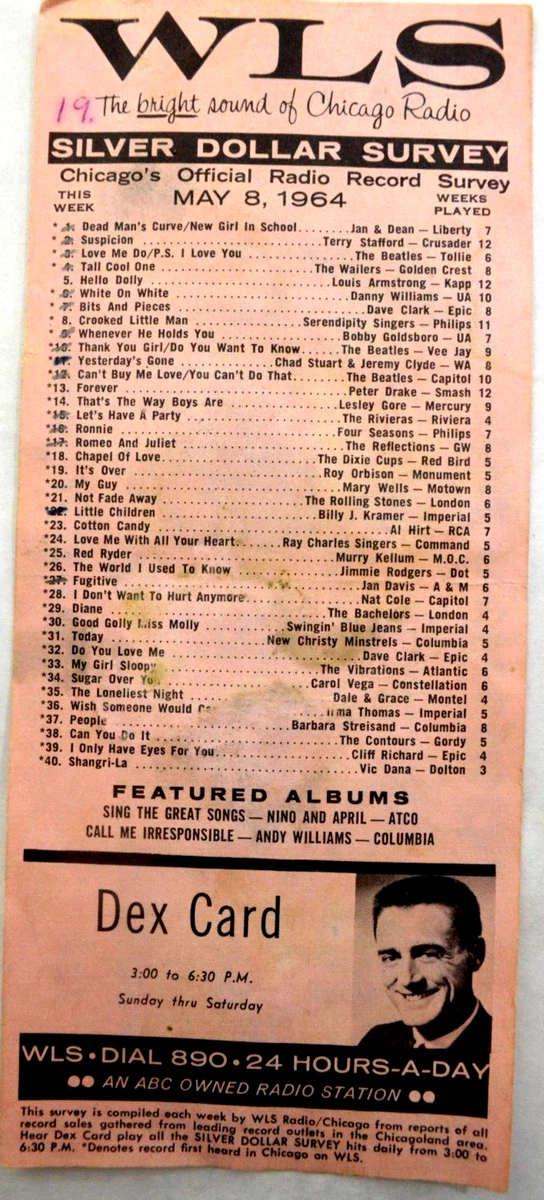 WLS
19. The bright sound of Chicago Radio
SILVER DOLLAR SURVEY
Chicago's Official Radio Record Survey
THIS WEEK MAY 8, 1964 WEEKS PLAYED
* 1. Dead Man's Curve/New Girl In School........Jan & Dean — Liberty 7
* 2. Suspicion ........Terry Stafford — Crusader 12
* 3. Love Me Do/P.S. I Love You ........The Beatles — Tollie 6
* 4. Tall Cool One ........The Wailers — Golden Crest 8
5. Hello Dolly ........Louis Armstrong — Kapp 12
* 6. White On White ........Danny Williams — UA 10
* 7. Bits And Pieces ........Dave Clark — Epic 8
* 8. Crooked Little Man ........Serendipity Singers — Philips 11
* 9. Whenever He Holds You ........Bobby Goldsboro — UA 7
*10. Thank You Girl/Do You Want To Know......The Beatles — Vee Jay 9
*11. Yesterday's Gone ........Chad Stuart & Jeremy Clyde — WA 8
*12. Can't Buy Me Love/You Can't Do That........The Beatles — Capitol 10
*13. Forever ........Peter Drake — Smash 12
*14. That's The Way Boys Are ........Lesley Gore — Mercury 9
*15. Let's Have A Party ........The Rivieras — Riviera 4
*16. Ronnie ........Four Seasons — Philips 7
*17. Romeo And Juliet ........The Reflections — GW 8
*18. Chapel Of Love........The Dixie Cups — Red Bird 5
*19. It's Over ........Roy Orbison — Monument 5
*20. My Guy ........Mary Wells — Motown 8
*21. Not Fade Away ........The Rolling Stones — London 6
*22. Little Children ........Billy J. Kramer — Imperial 5
*23. Cotton Candy ........Al Hirt — RCA 7
*24. Love Me With All Your Heart........Ray Charles Singers — Command 5
*25. Red Ryder ........Murry Kellum — M.O.C. 6
*26. The World I Used To Know ........Jimmie Rodgers — Dot 5
*27. Fugitive ........Jan Davis — A & M 6
*28. I Don't Want To Hurt Anymore........Nat Cole — Capitol 7
*29. Diane ........The Bachelors — London 4
*30. Good Golly Miss Molly ........Swingin' Blue Jeans — Imperial 4
*31. Today ........New Christy Minstrels — Columbia 5
*32. Do You Love Me ........Dave Clark — Epic 4
*33. My Girl Sloopy ........The Vibrations — Atlantic 6
*34. Sugar Over You ........Carol Vega — Constellation 6
*35. The Loneliest Night ........Dale & Grace — Montel 4
*36. Wish Someone Would ........Irma Thomas — Imperial 5
*37. People ........Barbara Streisand — Columbia 8
*38. Can You Do It ........The Contours — Gordy 5
*39. I Only Have Eyes For You........Cliff Richard — Epic 4
*40. Shangri-La ........Vic Dana — Dolton 3
FEATURED ALBUMS
SING THE GREAT SONGS — NINO AND APRIL — ATCO
CALL ME IRRESPONSIBLE — ANDY WILLIAMS — COLUMBIA
Dex Card
3:00 to 6:30 P.M.
Sunday thru Saturday
WLS • DIAL 890 • 24 HOURS-A-DAY
AN ABC OWNED RADIO STATION
This survey is compiled each week by WLS Radio/Chicago from reports of all
record sales gathered from leading record outlets in the Chicagoland area.
Hear Dex Card play all the SILVER DOLLAR SURVEY hits daily from 3:00 to
6:30 P.M. *Denotes record first heard in Chicago on WLS.